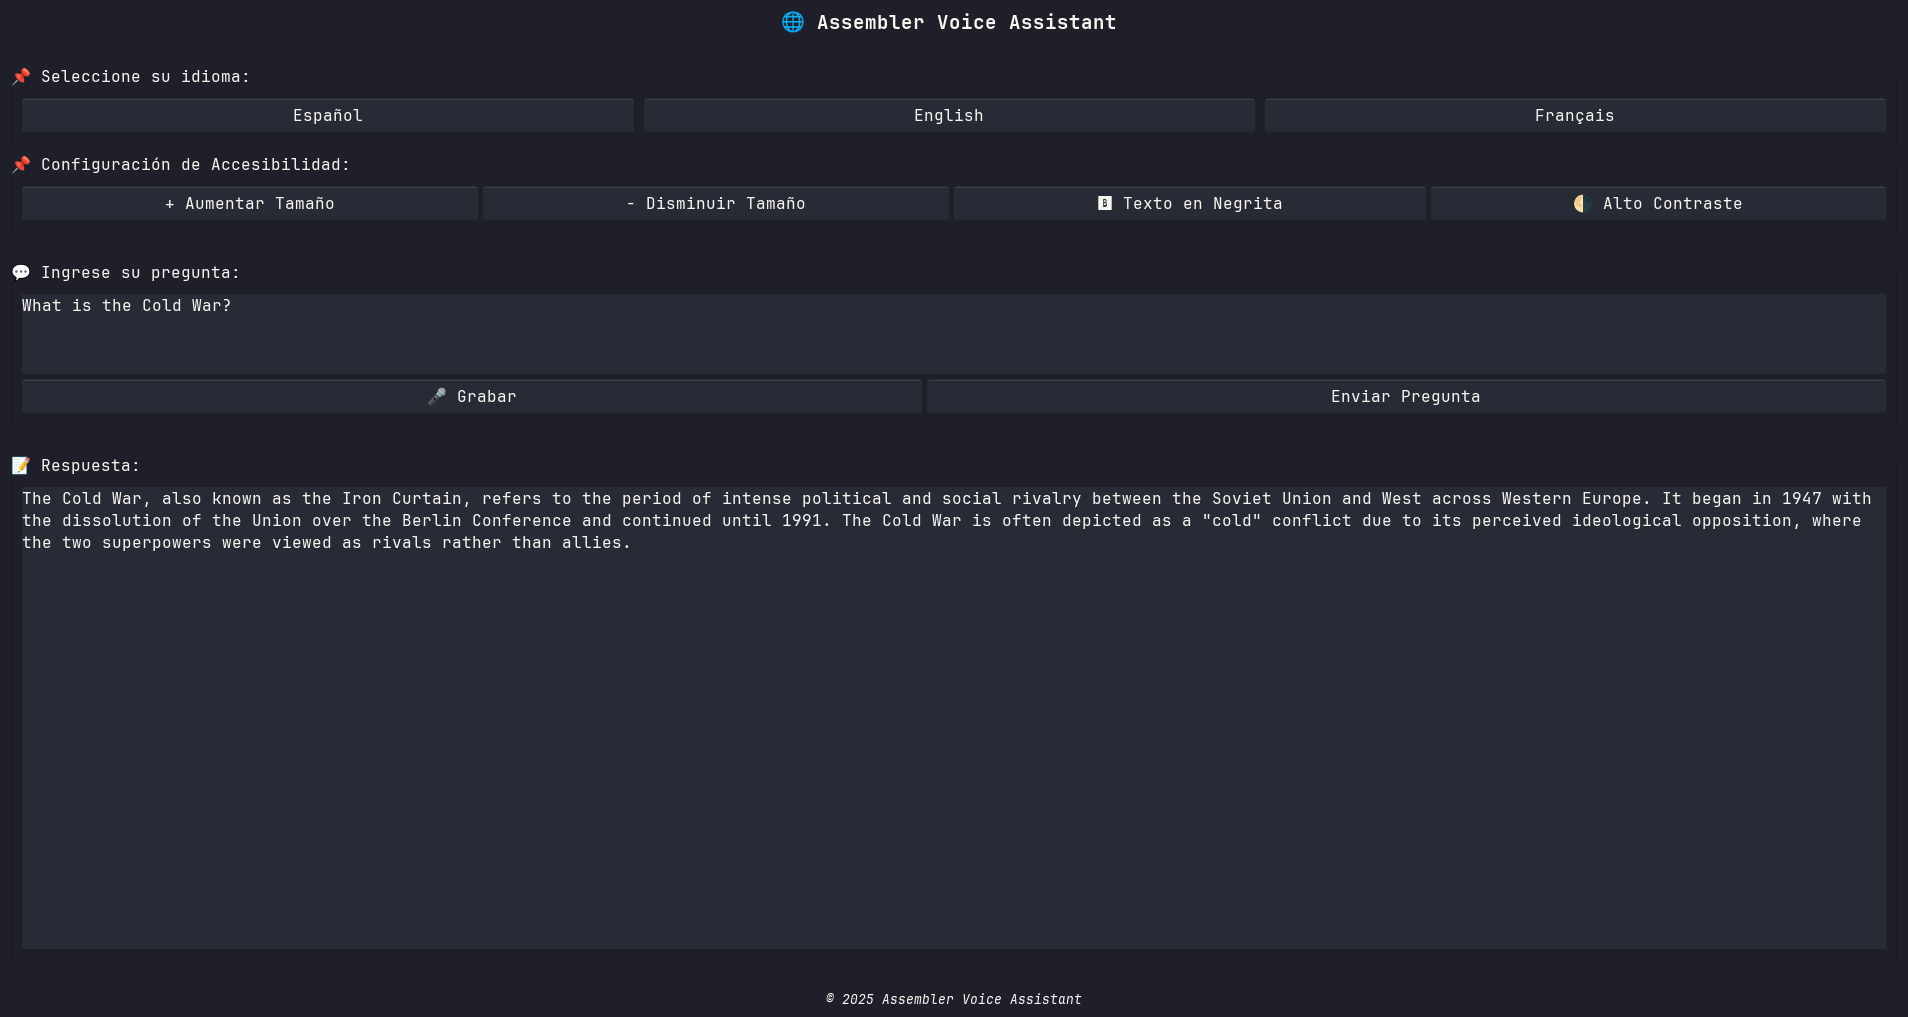 🌐 Assembler Voice Assistant
📌 Seleccione su idioma:
Español English Français
📌 Configuración de Accesibilidad:
+ Aumentar Tamaño - Disminuir Tamaño 🅱 Texto en Negrita 🌗 Alto Contraste
💬 Ingrese su pregunta:
What is the Cold War?
🎤 Grabar Enviar Pregunta
📝 Respuesta:
The Cold War, also known as the Iron Curtain, refers to the period of intense political and social rivalry between the Soviet Union and West across Western Europe. It began in 1947 with
the dissolution of the Union over the Berlin Conference and continued until 1991. The Cold War is often depicted as a "cold" conflict due to its perceived ideological opposition, where
the two superpowers were viewed as rivals rather than allies.
© 2025 Assembler Voice Assistant